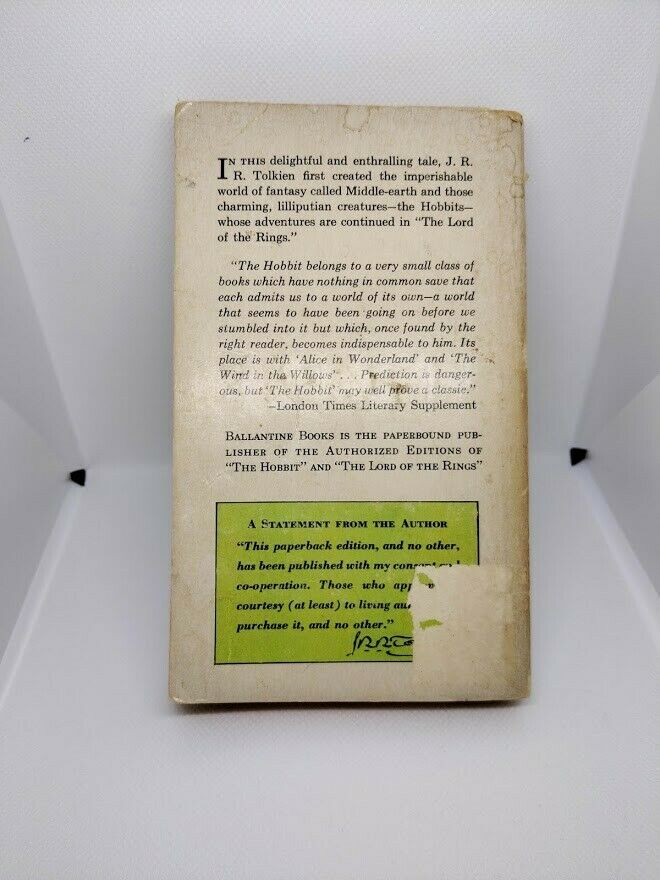 IN THIS delightful and enthralling tale, J. R.
R. Tolkien first created the imperishable
world of fantasy called Middle-earth and those
charming, lilliputian creatures—the Hobbits—
whose adventures are continued in "The Lord
of the Rings."
"The Hobbit belongs to a very small class of
books which have nothing in common save that
each admits us to a world of its own—a world
that seems to have been going on before we
stumbled into it but which, once found by the
right reader, becomes indispensable to him. Its
place is with 'Alice in Wonderland' and 'The
Wind in the Willows' . . . Prediction is danger-
ous, but 'The Hobbit' may well prove a classic."
—London Times Literary Supplement
BALLANTINE BOOKS IS THE PAPERBOUND PUB-
LISHER OF THE AUTHORIZED EDITIONS OF
"THE HOBBIT" AND "THE LORD OF THE RINGS"
A STATEMENT FROM THE AUTHOR
"This paperback edition, and no other,
has been published with my
co-operation. Those who
courtesy (at least) to living
purchase it, and no other."